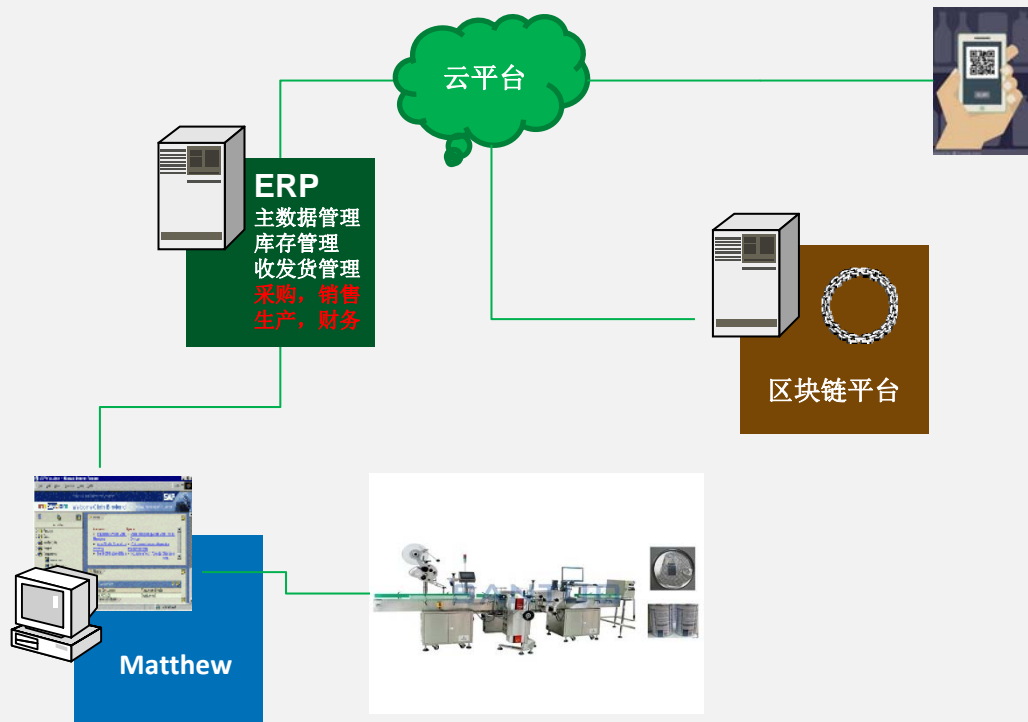 云平台
ERP
主数据管理
库存管理
收发货管理
采购，销售
生产，财务
区块链平台
SAP
Matthew